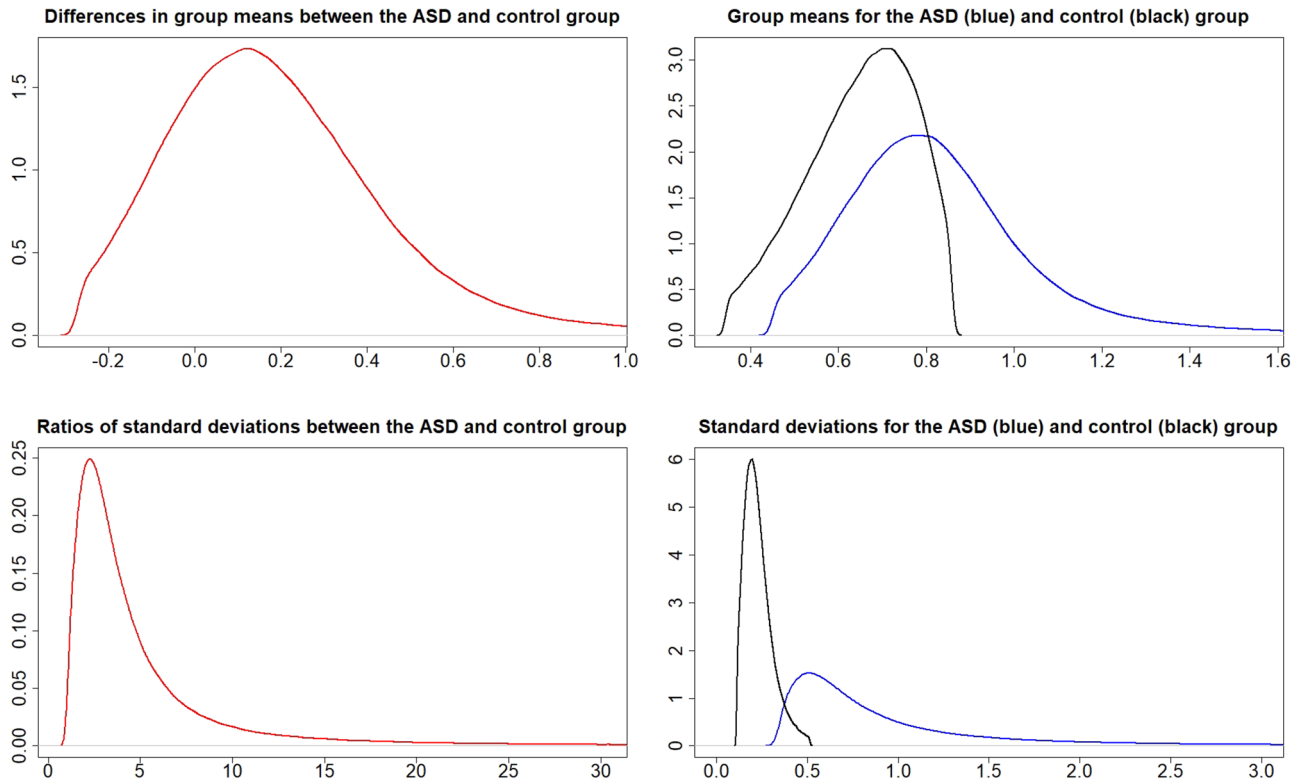 Differences in group means between the ASD and control group
0.0 0.5 1.0 1.5
-0.2 0.0 0.2 0.4 0.6 0.8 1.0
Group means for the ASD (blue) and control (black) group
0.0 0.5 1.0 1.5 2.0 2.5 3.0
0.4 0.6 0.8 1.0 1.2 1.4 1.6
Ratios of standard deviations between the ASD and control group
0.00 0.05 0.10 0.15 0.20 0.25
0 5 10 15 20 25 30
Standard deviations for the ASD (blue) and control (black) group
0 1 2 3 4 5 6
0.0 0.5 1.0 1.5 2.0 2.5 3.0